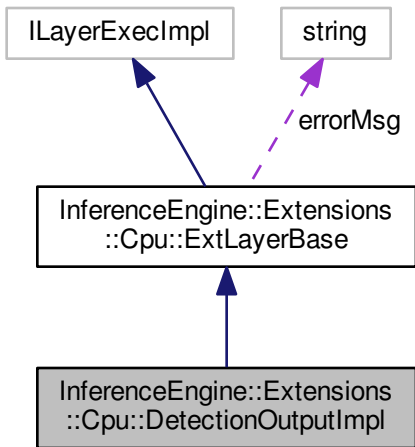 ILayerExecImpl
string
errorMsg
InferenceEngine::Extensions
::Cpu::ExtLayerBase
InferenceEngine::Extensions
::Cpu::DetectionOutputImpl